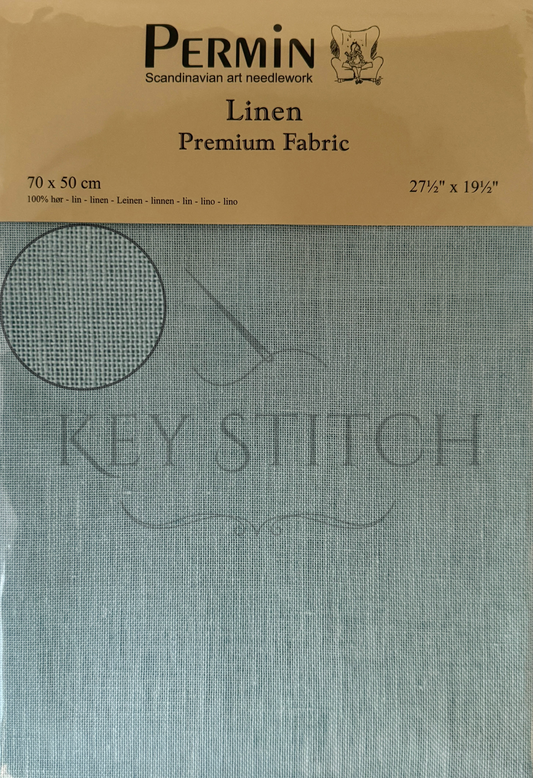 PERMIN
Scandinavian art needlework
Linen
Premium Fabric
70 x 50 cm
27½" x 19½"
100% hør - lin - linen - Leinen - linnen - lin - lino - lino
KEY STITCH